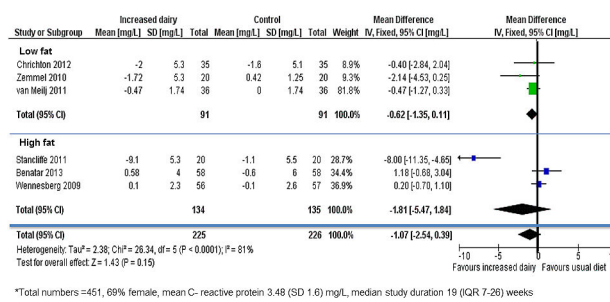 Increased dairy Control Mean Difference Mean Difference
Study or Subgroup Mean [mg/L] SD [mg/L] Total Mean [mg/L] SD [mg/L] Total Weight IV, Fixed, 95% CI [mg/L] IV, Fixed, 95% CI [mg/L]
Low fat
Chrichton 2012 -2 5.3 35 -1.6 5.1 35 8.9% -0.40 [-2.84, 2.04]
Zemmel 2010 -1.72 5.3 20 0.42 1.25 20 9.3% -2.14 [-4.53, 0.25]
van Meilj 2011 -0.47 1.74 36 0 1.74 36 81.8% -0.47 [-1.27, 0.33]
Total (95% CI) 91 91 100.0% -0.62 [-1.35, 0.11]
High fat
Stancliffe 2011 -9.1 5.3 20 -1.1 5.5 20 28.7% -8.00 [-11.35, -4.65]
Benatar 2013 0.58 4 58 -0.6 6 58 34.4% 1.18 [-0.68, 3.04]
Wennesberg 2009 0.1 2.3 56 -0.1 2.6 57 36.9% 0.20 [-0.70, 1.10]
Total (95% CI) 134 135 100.0% -1.81 [-5.47, 1.84]
Total (95% CI) 225 226 100.0% -1.07 [-2.54, 0.39]
Heterogeneity: Tau² = 2.38; Chi² = 26.34, df = 5 (P < 0.0001); I² = 81%
Test for overall effect: Z = 1.43 (P = 0.15)
-10 -5 0 5 10
Favours increased dairy Favours usual diet
*Total numbers =451, 69% female, mean C- reactive protein 3.48 (SD 1.6) mg/L, median study duration 19 (IQR 7-26) weeks